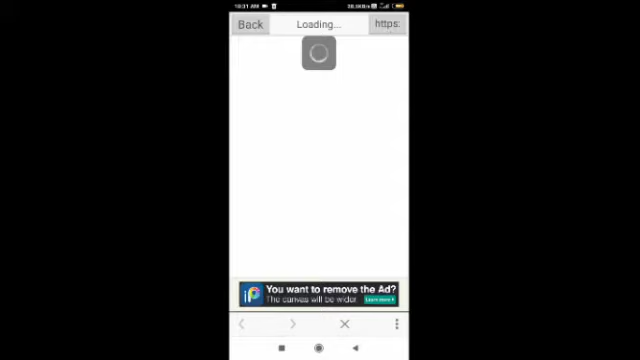 10:31 AM
Back
Loading...
https:
You want to remove the Ad?
The canvas will be wider
Learn more